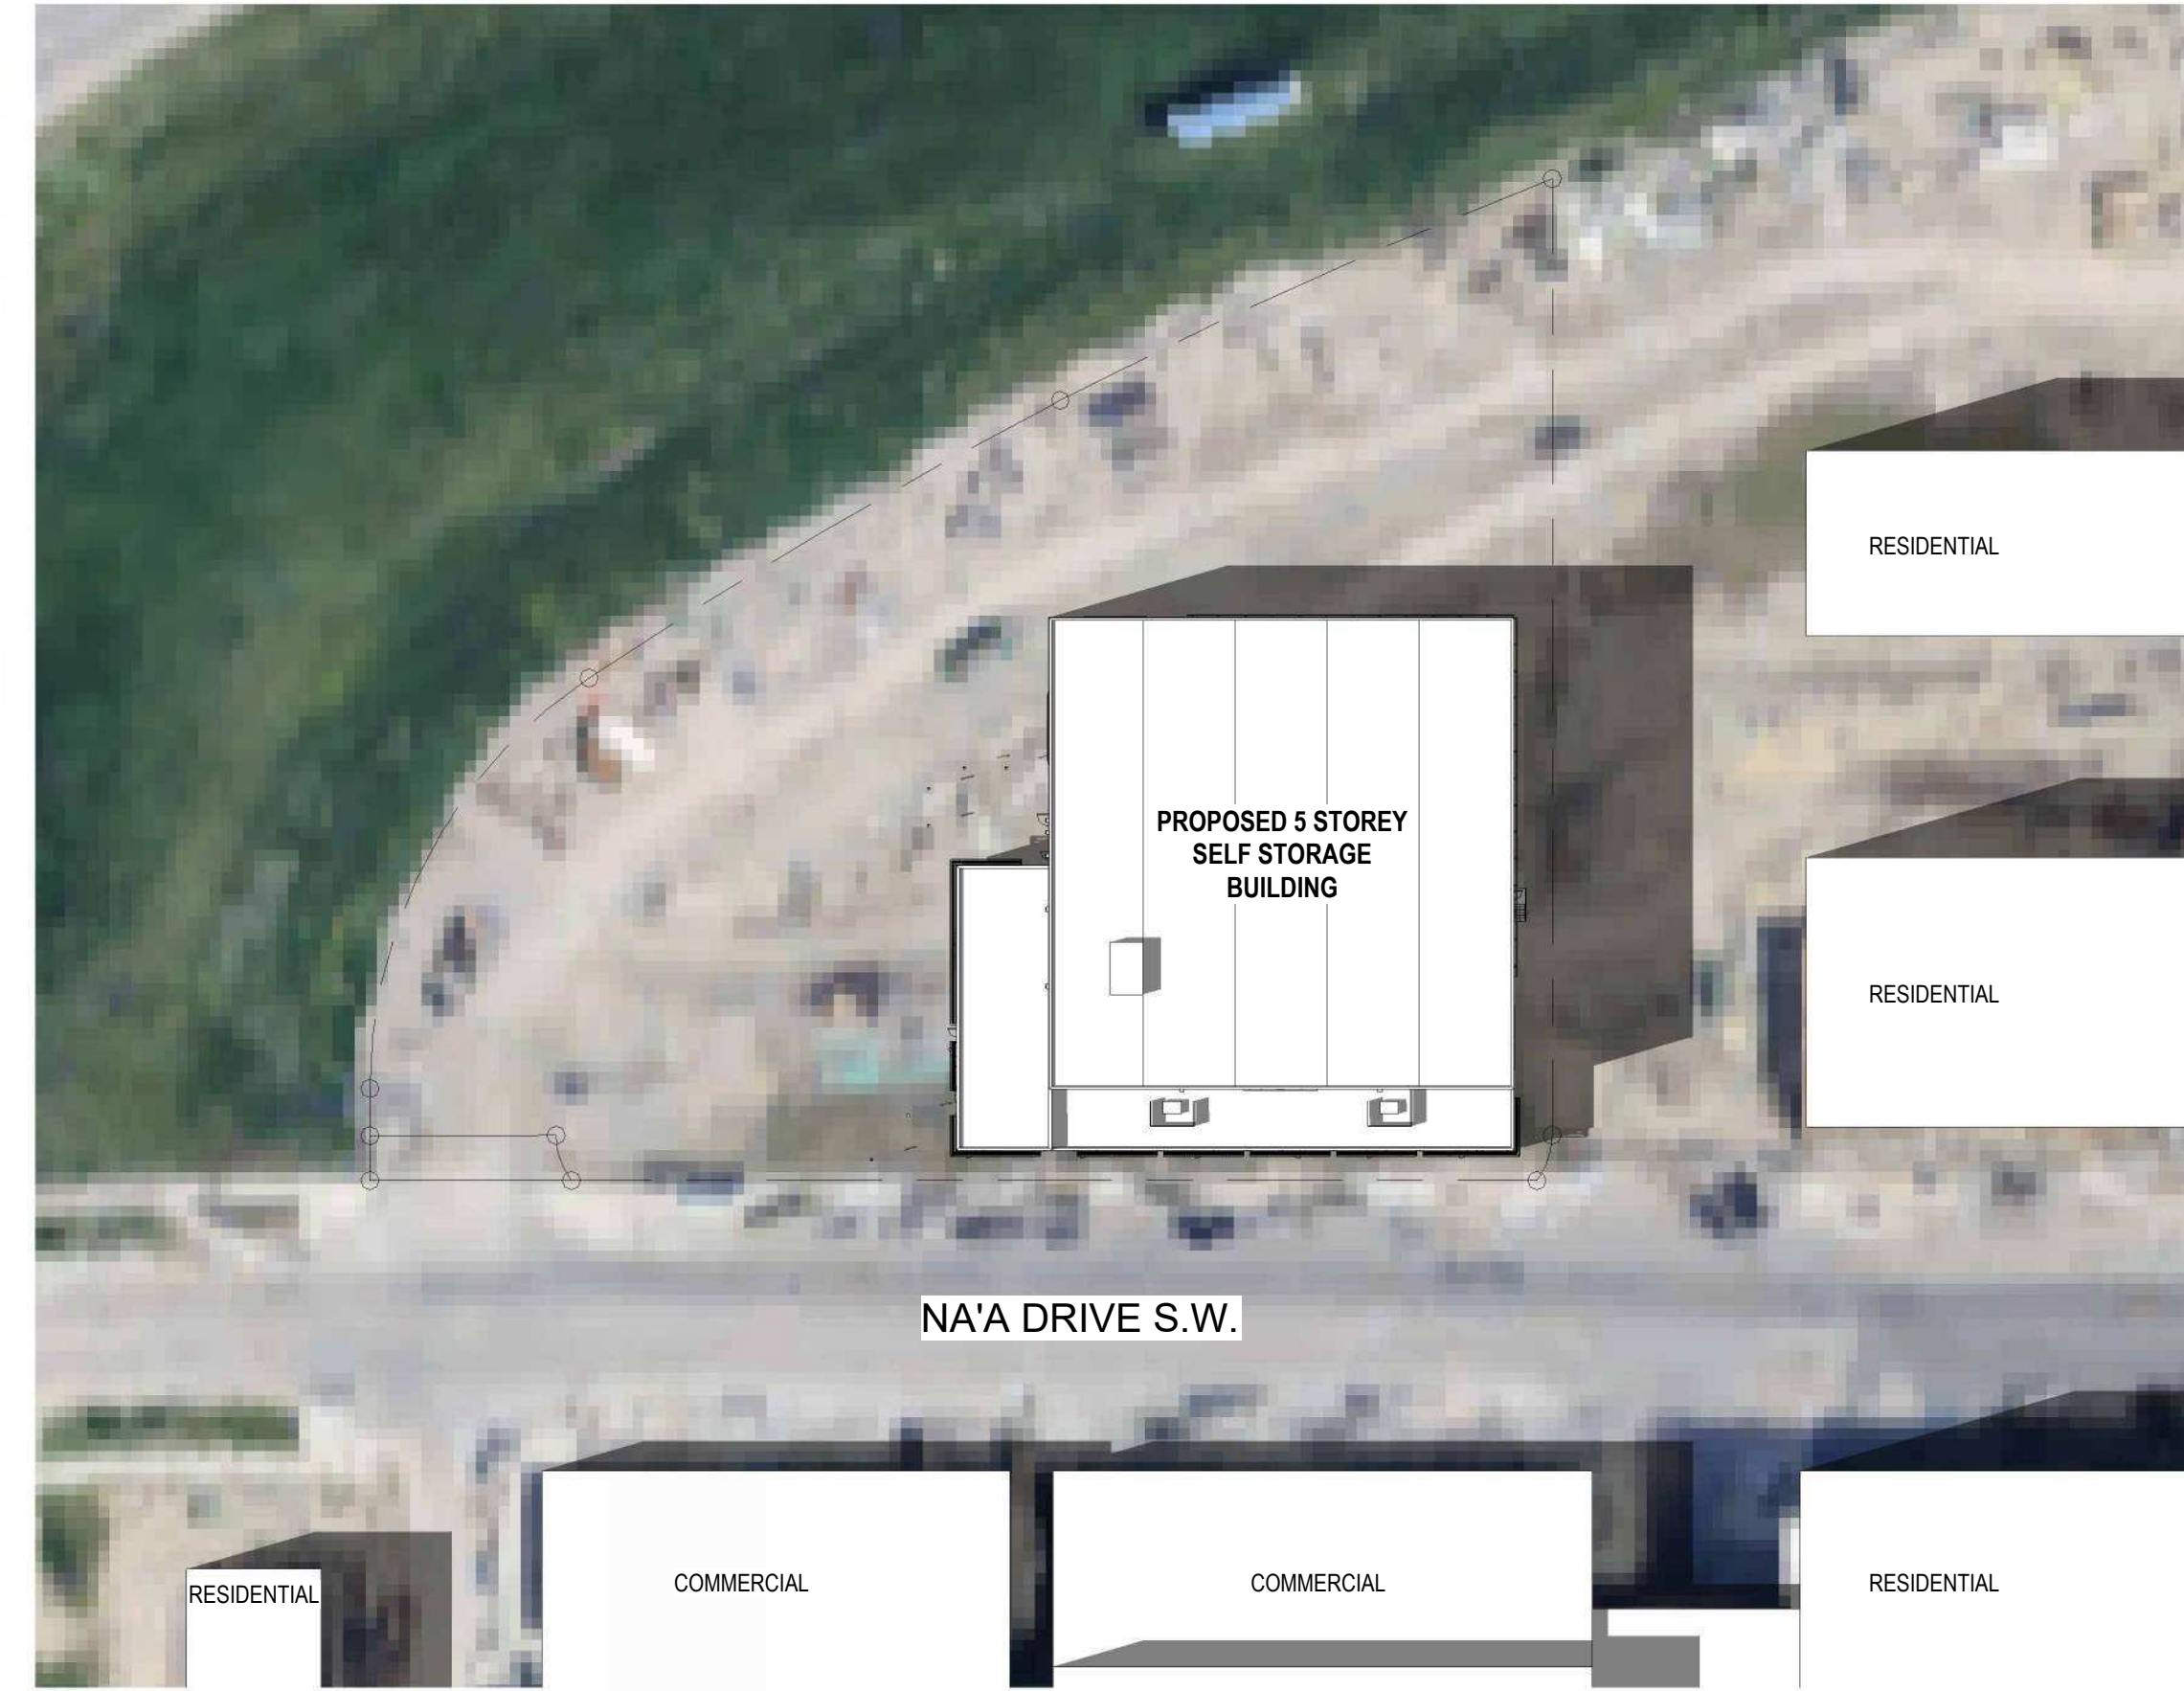 RESIDENTIAL
PROPOSED 5 STOREY
SELF STORAGE
BUILDING
RESIDENTIAL
NA'A DRIVE S.W.
RESIDENTIAL
COMMERCIAL
COMMERCIAL
RESIDENTIAL